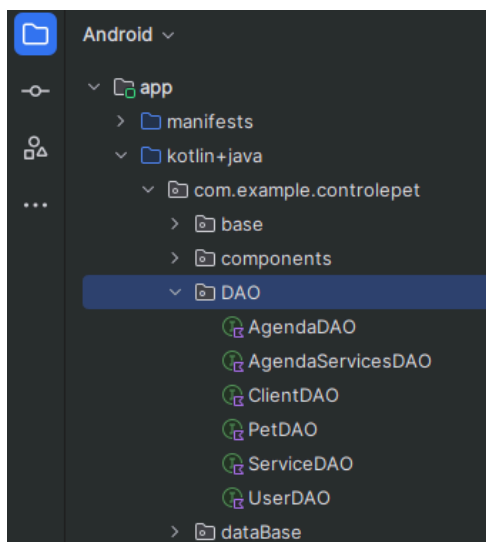 Android
app
manifests
kotlin+java
com.example.controlepet
base
components
DAO
AgendaDAO
AgendaServicesDAO
ClientDAO
PetDAO
ServiceDAO
UserDAO
dataBase